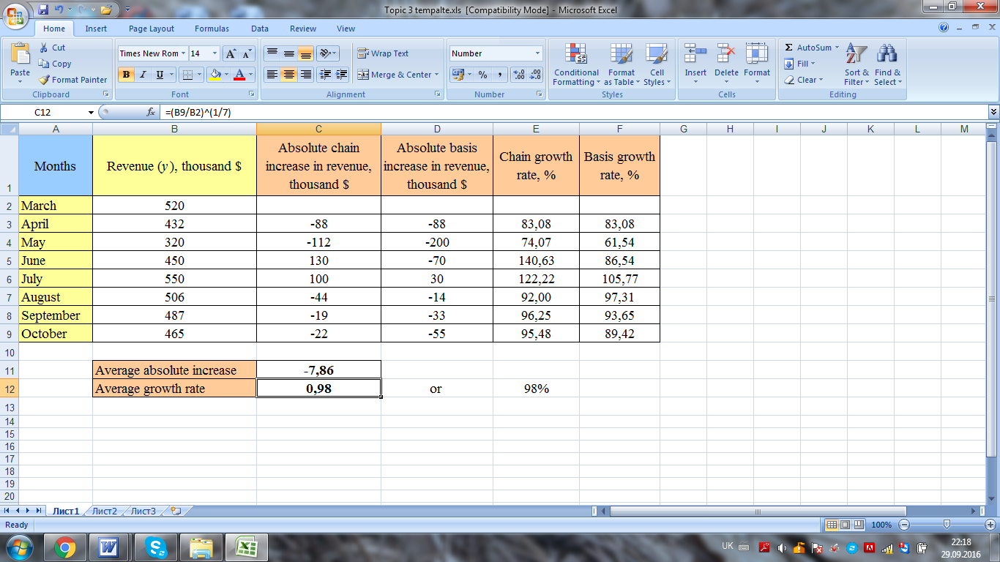 Topic 3 tempalte.xls [Compatibility Mode] - Microsoft Excel
Home Insert Page Layout Formulas Data Review View
Paste
Cut
Copy
Format Painter
Clipboard
Times New Rom 14
B I U
Font
Wrap Text
Merge & Center
Alignment
Number
%
Number
Conditional Formatting
Format as Table
Cell Styles
Styles
Insert Delete Format
Cells
Σ AutoSum
Fill
Clear
Sort & Filter
Find & Select
Editing
C12 fx =(B9/B2)^(1/7)
A B C D E F G H I J K L M
1 Months Revenue (y), thousand $ Absolute chain increase in revenue, thousand $ Absolute basis increase in revenue, thousand $ Chain growth rate, % Basis growth rate, %
2 March 520
3 April 432 -88 -88 83,08 83,08
4 May 320 -112 -200 74,07 61,54
5 June 450 130 -70 140,63 86,54
6 July 550 100 30 122,22 105,77
7 August 506 -44 -14 92,00 97,31
8 September 487 -19 -33 96,25 93,65
9 October 465 -22 -55 95,48 89,42
10
11 Average absolute increase -7,86
12 Average growth rate 0,98 or 98%
13
14
15
16
17
18
19
20
Лист1 Лист2 Лист3
Ready 100%
UK 22:18
29.09.2016